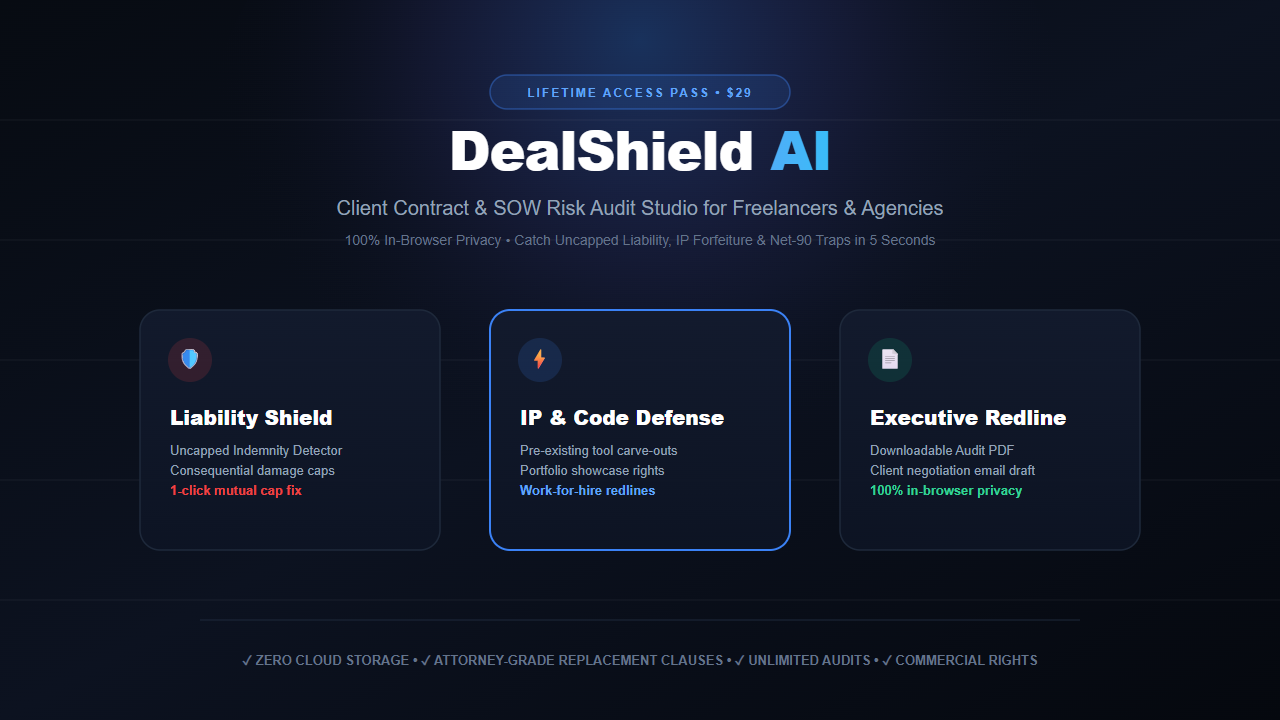 LIFETIME ACCESS PASS • $29
DealShield AI
Client Contract & SOW Risk Audit Studio for Freelancers & Agencies
100% In-Browser Privacy • Catch Uncapped Liability, IP Forfeiture & Net-90 Traps in 5 Seconds
Liability Shield
Uncapped Indemnity Detector
Consequential damage caps
1-click mutual cap fix
IP & Code Defense
Pre-existing tool carve-outs
Portfolio showcase rights
Work-for-hire redlines
Executive Redline
Downloadable Audit PDF
Client negotiation email draft
100% in-browser privacy
✓ ZERO CLOUD STORAGE • ✓ ATTORNEY-GRADE REPLACEMENT CLAUSES • ✓ UNLIMITED AUDITS • ✓ COMMERCIAL RIGHTS